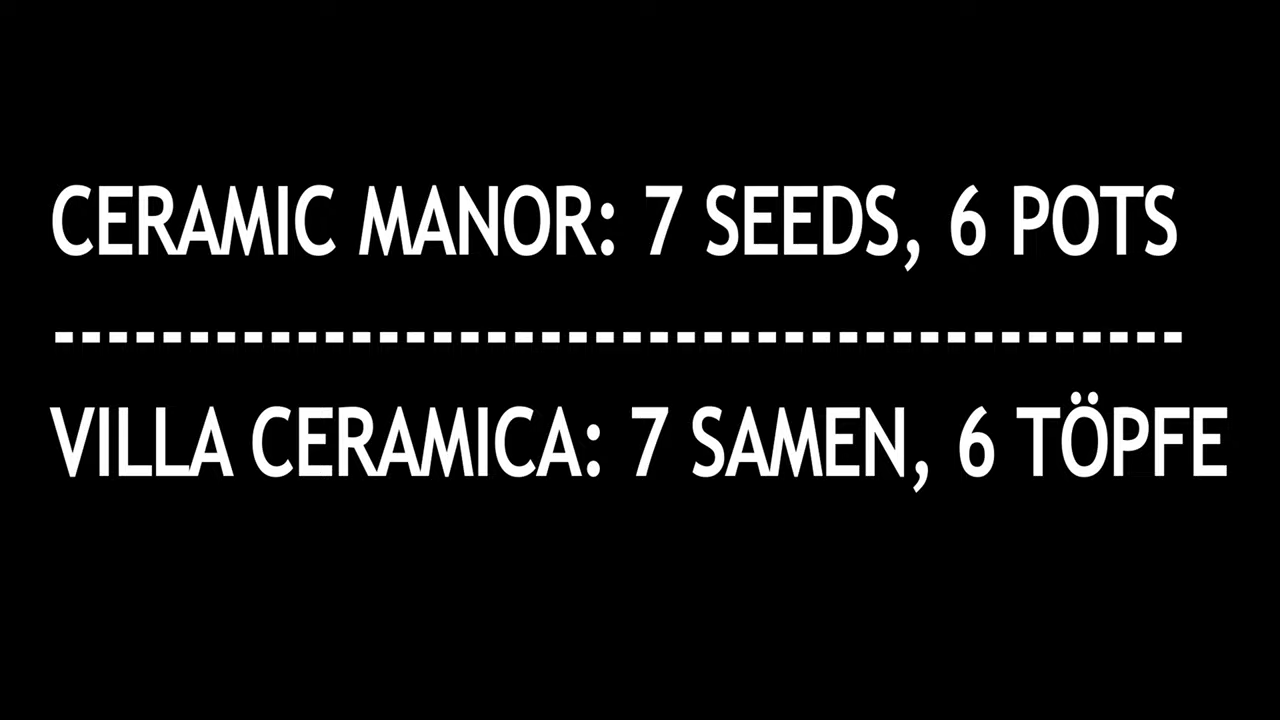 CERAMIC MANOR: 7 SEEDS, 6 POTS
------------------------------------------
VILLA CERAMICA: 7 SAMEN, 6 TÖPFE